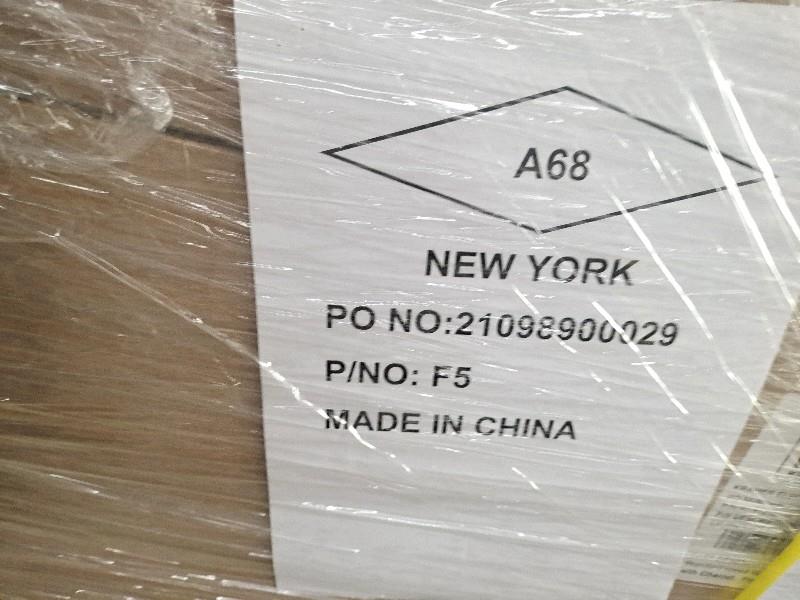 A68
NEW YORK
PO NO:21098900029
P/NO: F5
MADE IN CHINA